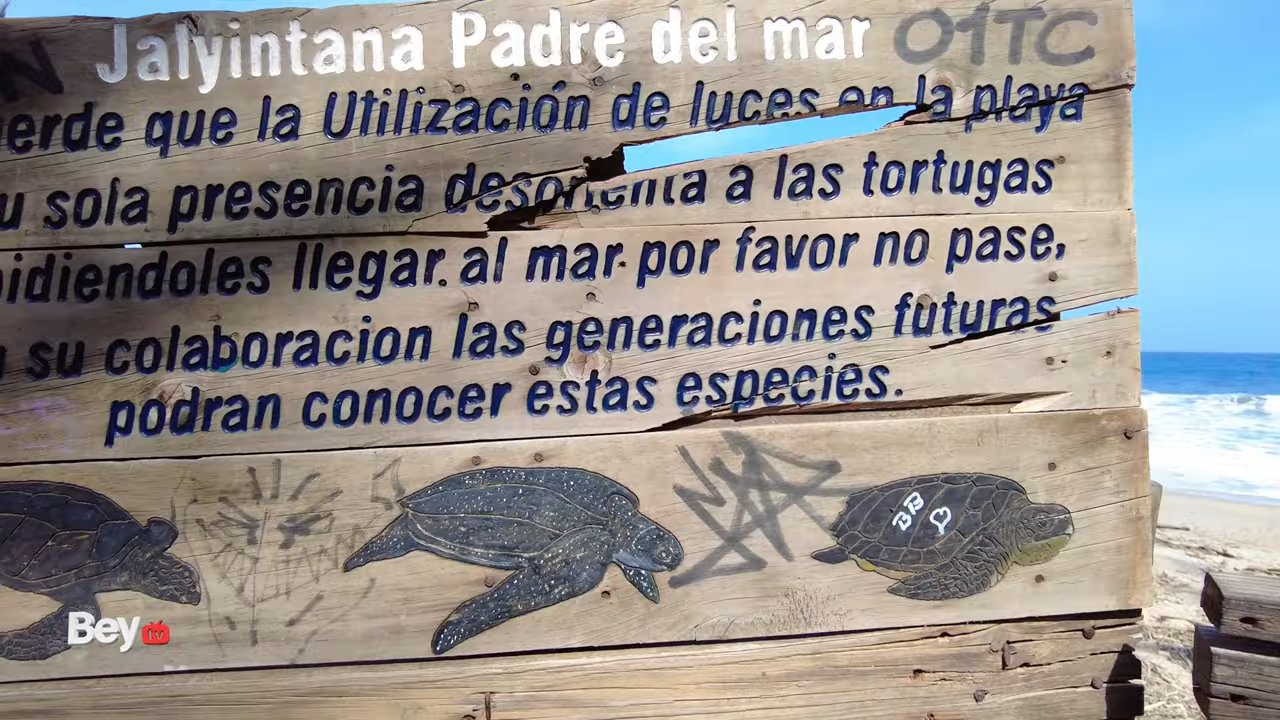 Jalyintana Padre del mar 01TC
erde que la Utilización de luces en la playa
u sola presencia desorienta a las tortugas
idiendoles llegar al mar por favor no pase,
su colaboracion las generaciones futuras
podran conocer estas especies.
BB
Bey tv